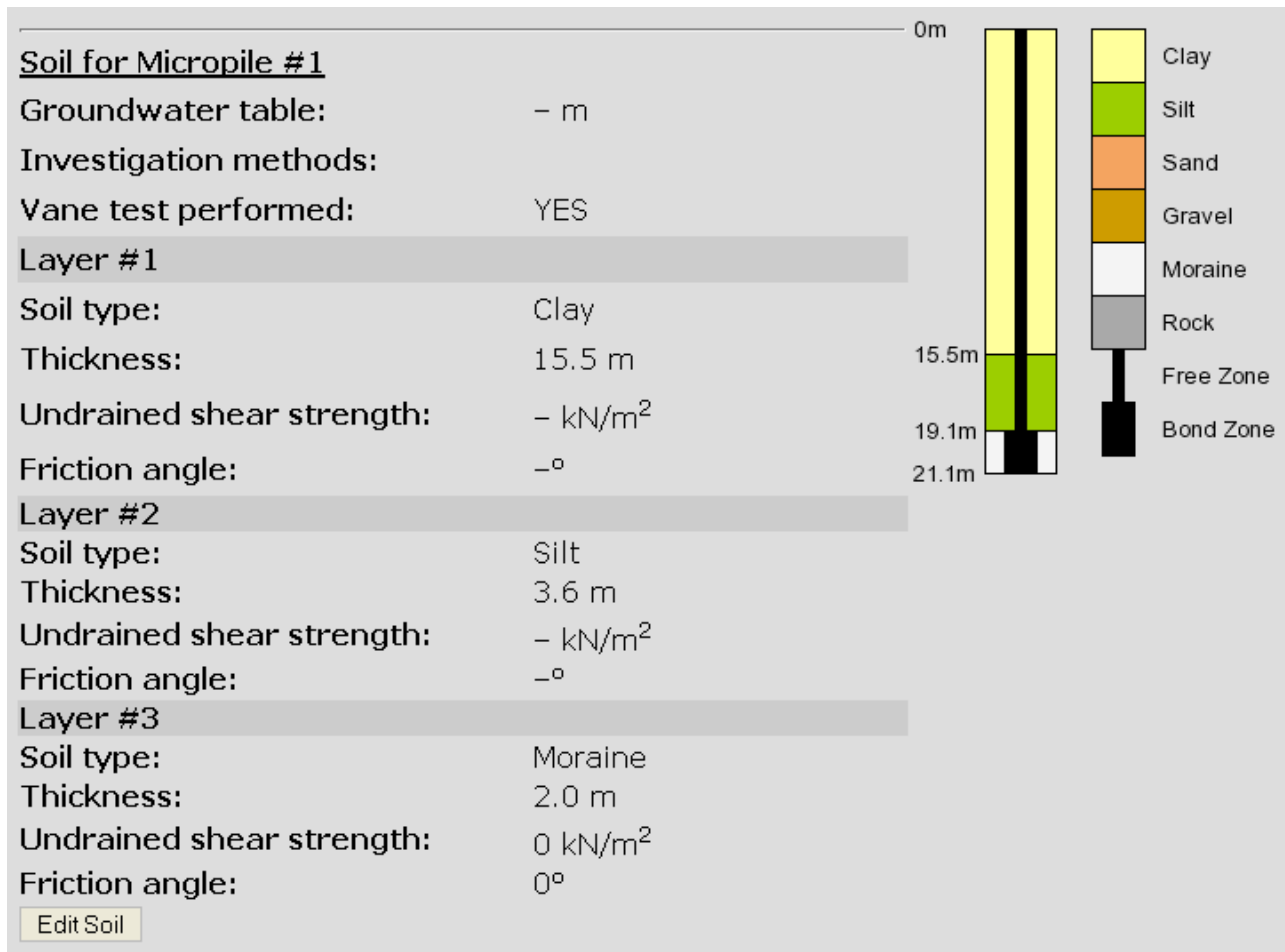 Soil for Micropile #1
Groundwater table: – m
Investigation methods:
Vane test performed: YES
Layer #1
Soil type: Clay
Thickness: 15.5 m
Undrained shear strength: – kN/m²
Friction angle: –º
Layer #2
Soil type: Silt
Thickness: 3.6 m
Undrained shear strength: – kN/m²
Friction angle: –º
Layer #3
Soil type: Moraine
Thickness: 2.0 m
Undrained shear strength: 0 kN/m²
Friction angle: 0º
Edit Soil
0m
15.5m
19.1m
21.1m
Clay
Silt
Sand
Gravel
Moraine
Rock
Free Zone
Bond Zone